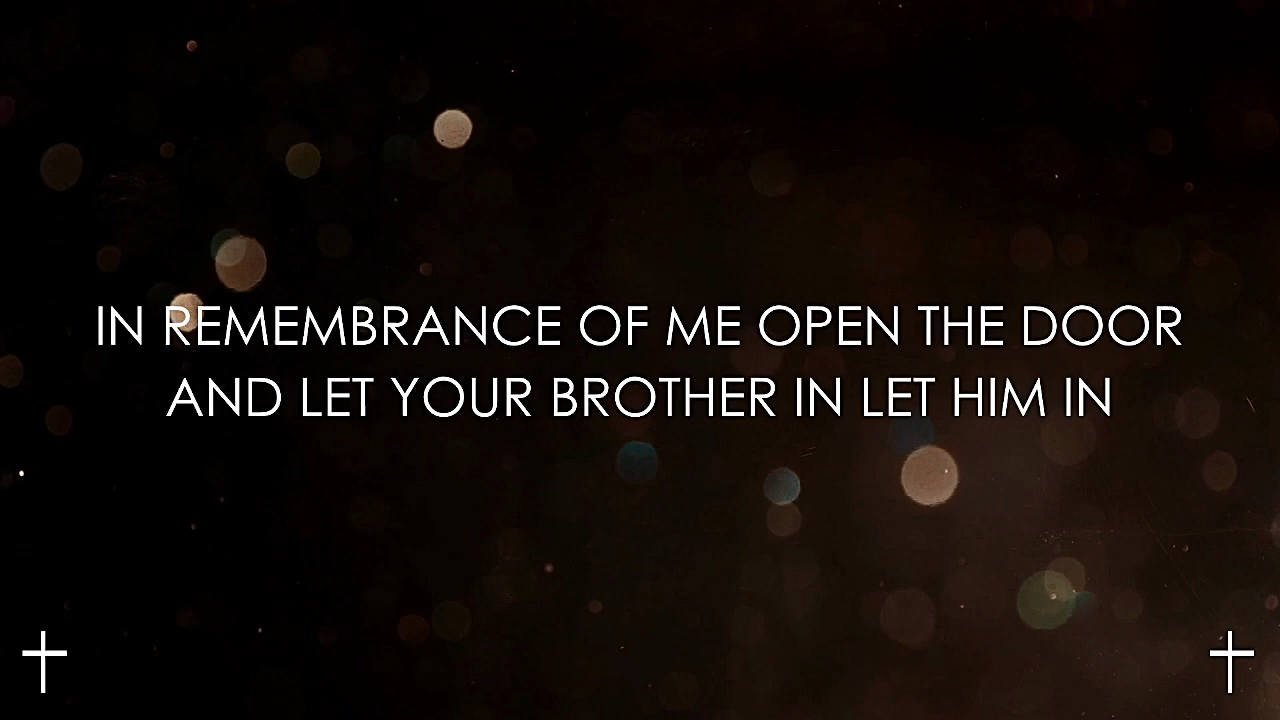 IN REMEMBRANCE OF ME OPEN THE DOOR
AND LET YOUR BROTHER IN LET HIM IN